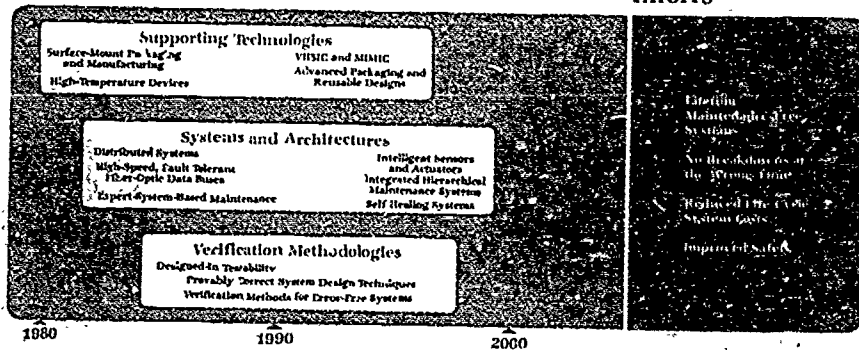 Supporting Technologies
Surface-Mount Packaging
and Manufacturing
High-Temperature Devices
VHSIC and MIMIC
Advanced Packaging and
Reusable Designs
Systems and Architectures
Distributed Systems
High-Speed, Fault Tolerant
Fiber-Optic Data Buses
Expert-System-Based Maintenance
Intelligent Sensors
and Actuators
Integrated Hierarchical
Maintenance Systems
Self Healing Systems
Verification Methodologies
Designed-In Testability
Provably Correct System Design Techniques
Verification Methods for Error-Free Systems
1980
1990
2000
Lifetime
Maintenance Free
Systems
No Breakdowns at
the Wrong Time
Reduced Life Cycle
System Costs
Improved Safety